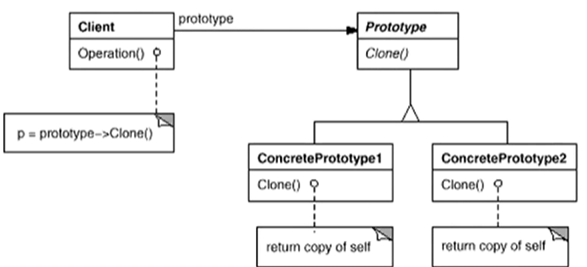 prototype
Client
Operation()
Prototype
Clone()
p = prototype->Clone()
ConcretePrototype1
Clone()
ConcretePrototype2
Clone()
return copy of self
return copy of self